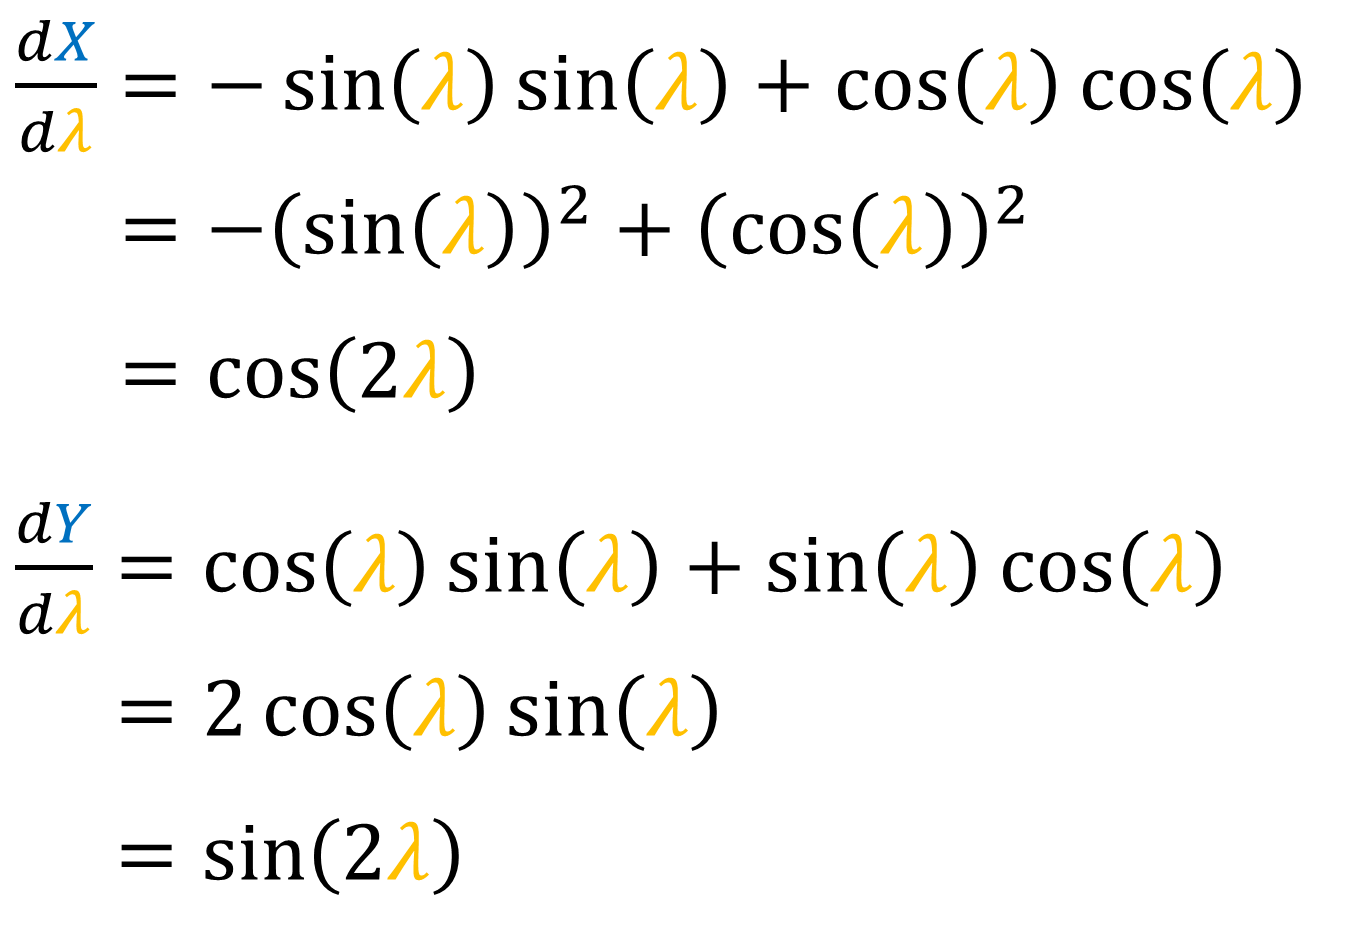 dX/dλ = − sin(λ) sin(λ) + cos(λ) cos(λ)
= −(sin(λ))² + (cos(λ))²
= cos(2λ)
dY/dλ = cos(λ) sin(λ) + sin(λ) cos(λ)
= 2 cos(λ) sin(λ)
= sin(2λ)